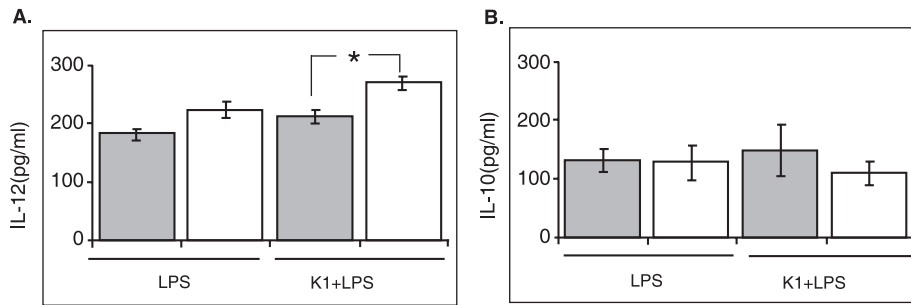 A.
IL-12(pg/ml)
300
200
100
0
*
LPS
K1+LPS
B.
IL-10(pg/ml)
300
200
100
0
LPS
K1+LPS